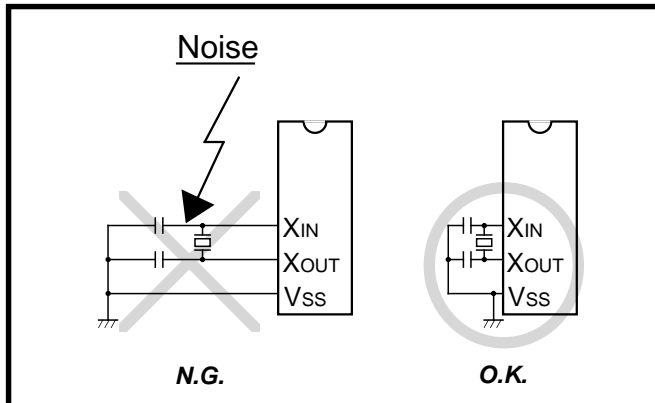 Noise
XIN
XOUT
VSS
N.G.
XIN
XOUT
VSS
O.K.